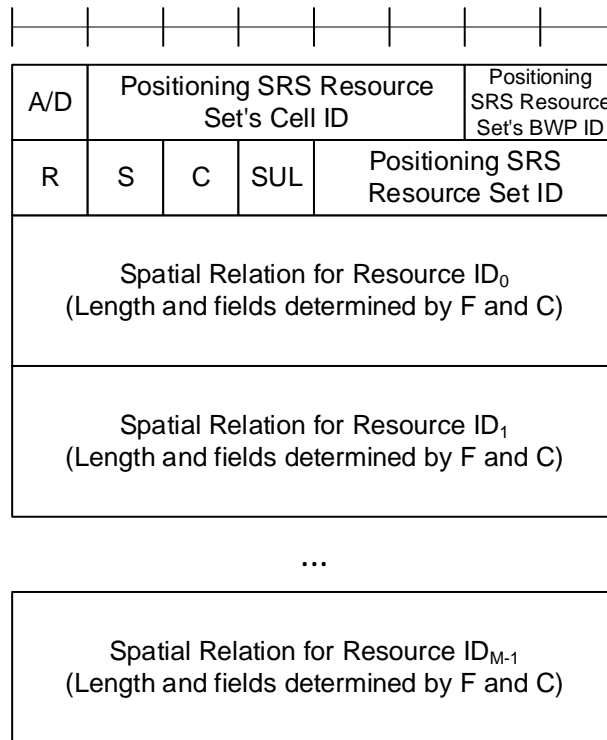 A/D
Positioning SRS Resource
Set's Cell ID
Positioning
SRS Resource
Set's BWP ID
R
S
C
SUL
Positioning SRS
Resource Set ID
Spatial Relation for Resource ID0
(Length and fields determined by F and C)
Spatial Relation for Resource ID1
(Length and fields determined by F and C)
...
Spatial Relation for Resource IDM-1
(Length and fields determined by F and C)